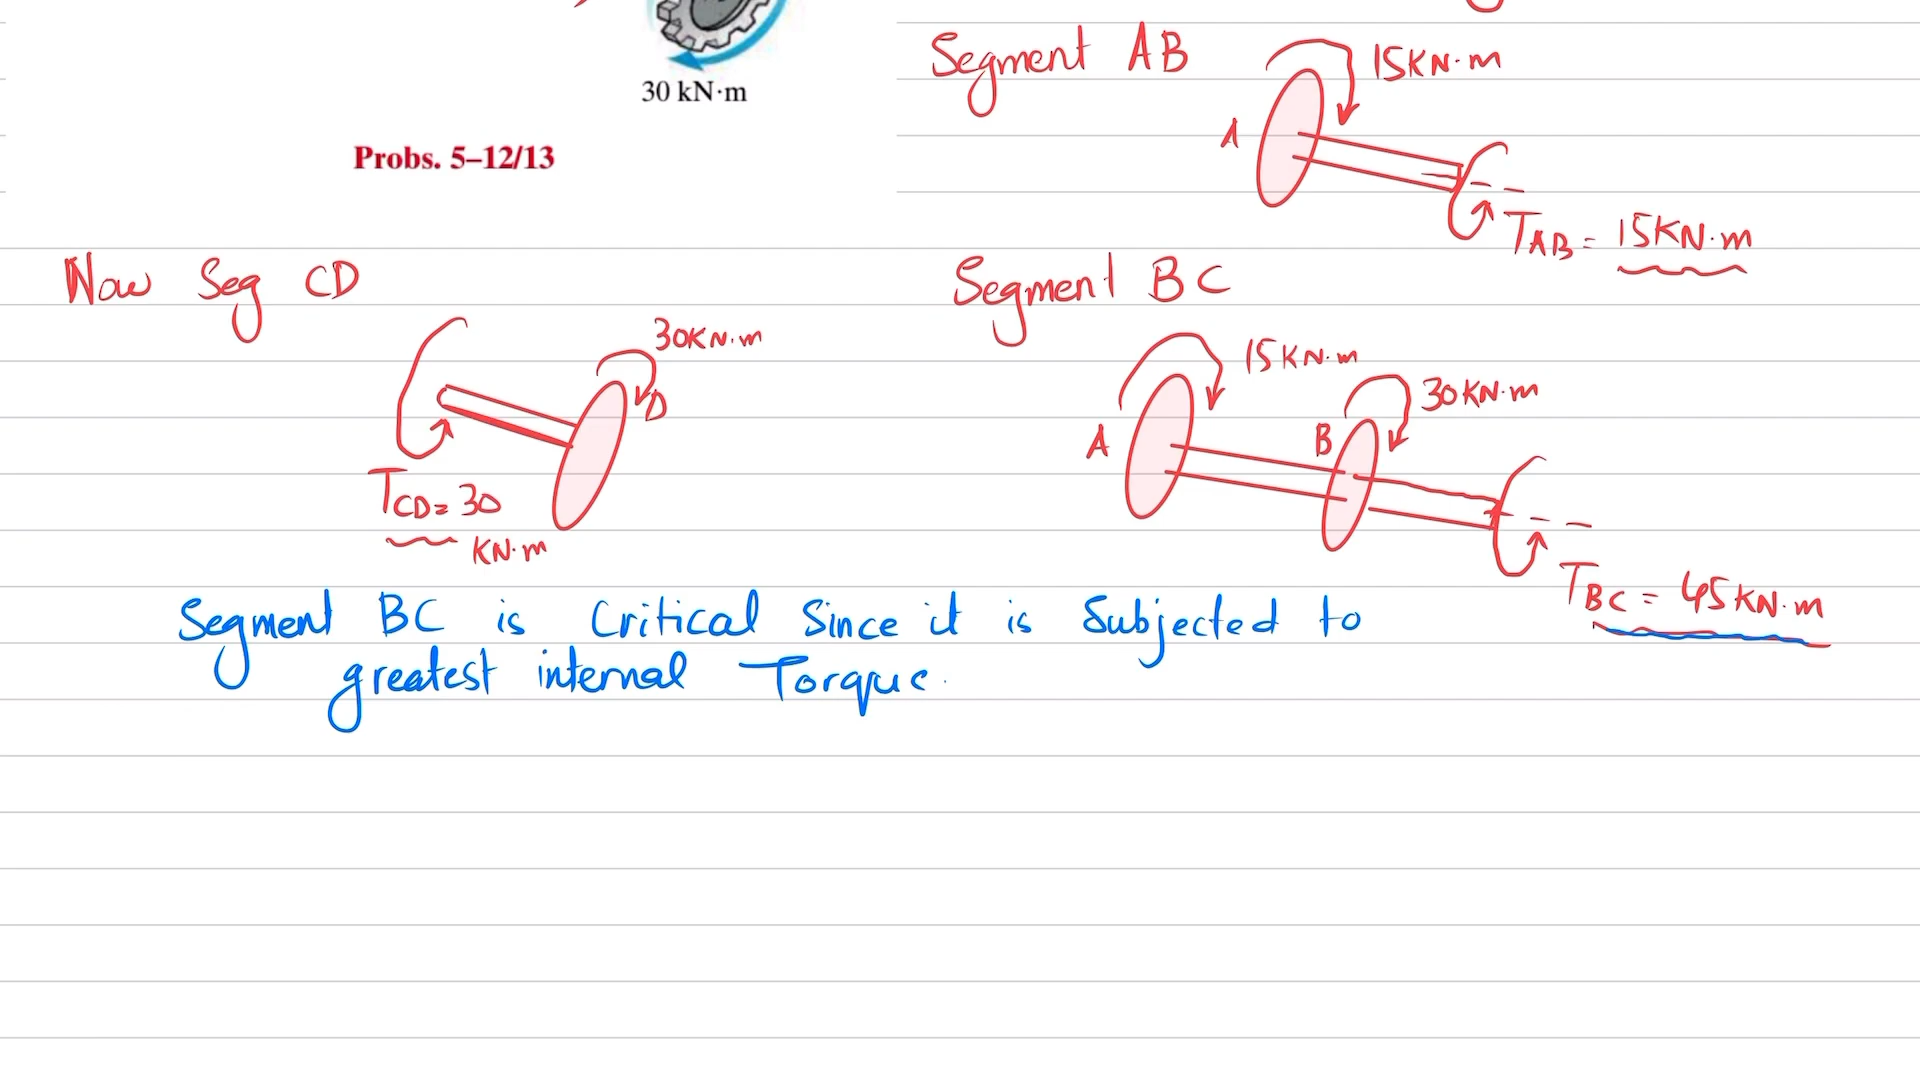 30 kN·m
Probs. 5–12/13
Segment AB
15KN·m
A
TAB = 15KN·m
Now Seg CD
30KN·m
D
TCD = 30
KN·m
Segment BC
15KN·m
30KN·m
A
B
TBC = 45KN·m
Segment BC is Critical Since it is Subjected to
greatest internal Torque.